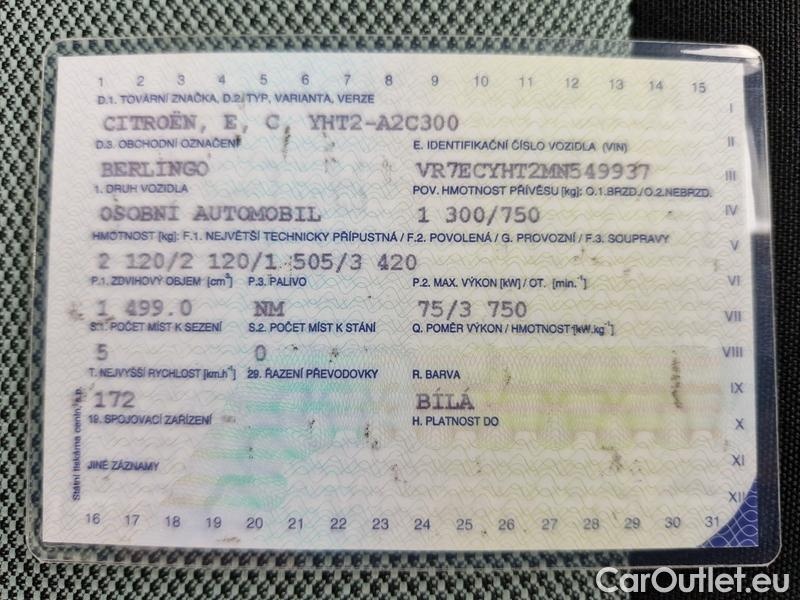 1 2 3 4 5 6 7 8 9 10 11 12 13 14 15
D.1. TOVÁRNÍ ZNAČKA, D.2. TYP, VARIANTA, VERZE
I
CITROËN, E, C, YHT2-A2C300
D.3. OBCHODNÍ OZNAČENÍ E. IDENTIFIKAČNÍ ČÍSLO VOZIDLA (VIN)
II
BERLINGO VR7ECYHT2MN549937
III
1. DRUH VOZIDLA POV. HMOTNOST PŘÍVĚSU [kg]: O.1.BRZD./O.2.NEBRZD.
OSOBNÍ AUTOMOBIL 1 300/750
IV
HMOTNOST [kg]: F.1. NEJVĚTŠÍ TECHNICKY PŘÍPUSTNÁ / F.2. POVOLENÁ / G. PROVOZNÍ / F.3. SOUPRAVY
V
2 120/2 120/1 505/3 420
P.1. ZDVIHOVÝ OBJEM [cm³] P.3. PALIVO P.2. MAX. VÝKON [kW] / OT. [min.⁻¹]
VI
1 499.0 NM 75/3 750
VII
S.1. POČET MÍST K SEZENÍ S.2. POČET MÍST K STÁNÍ Q. POMĚR VÝKON / HMOTNOST [kW.kg⁻¹]
5 0
VIII
T. NEJVYŠŠÍ RYCHLOST [km.h⁻¹] 29. ŘAZENÍ PŘEVODOVKY R. BARVA
172 BÍLÁ
IX
19. SPOJOVACÍ ZAŘÍZENÍ H. PLATNOST DO
X
JINÉ ZÁZNAMY
XI
XII
Státní tiskárna cenin, s.p.
16 17 18 19 20 21 22 23 24 25 26 27 28 29 30 31
CarOutlet.eu